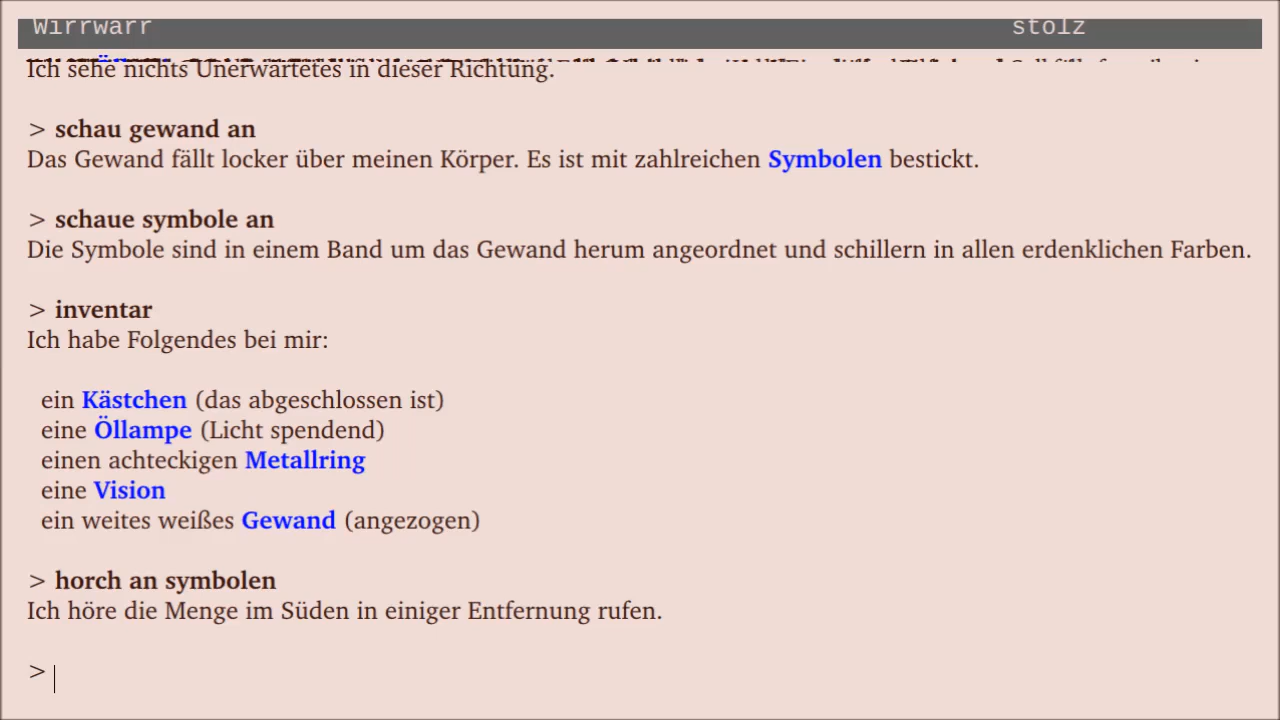 Wirrwarr stolz
Ich sehe nichts Unerwartetes in dieser Richtung.
> schau gewand an
Das Gewand fällt locker über meinen Körper. Es ist mit zahlreichen Symbolen bestickt.
> schaue symbole an
Die Symbole sind in einem Band um das Gewand herum angeordnet und schillern in allen erdenklichen Farben.
> inventar
Ich habe Folgendes bei mir:
ein Kästchen (das abgeschlossen ist)
eine Öllampe (Licht spendend)
einen achteckigen Metallring
eine Vision
ein weites weißes Gewand (angezogen)
> horch an symbolen
Ich höre die Menge im Süden in einiger Entfernung rufen.
>